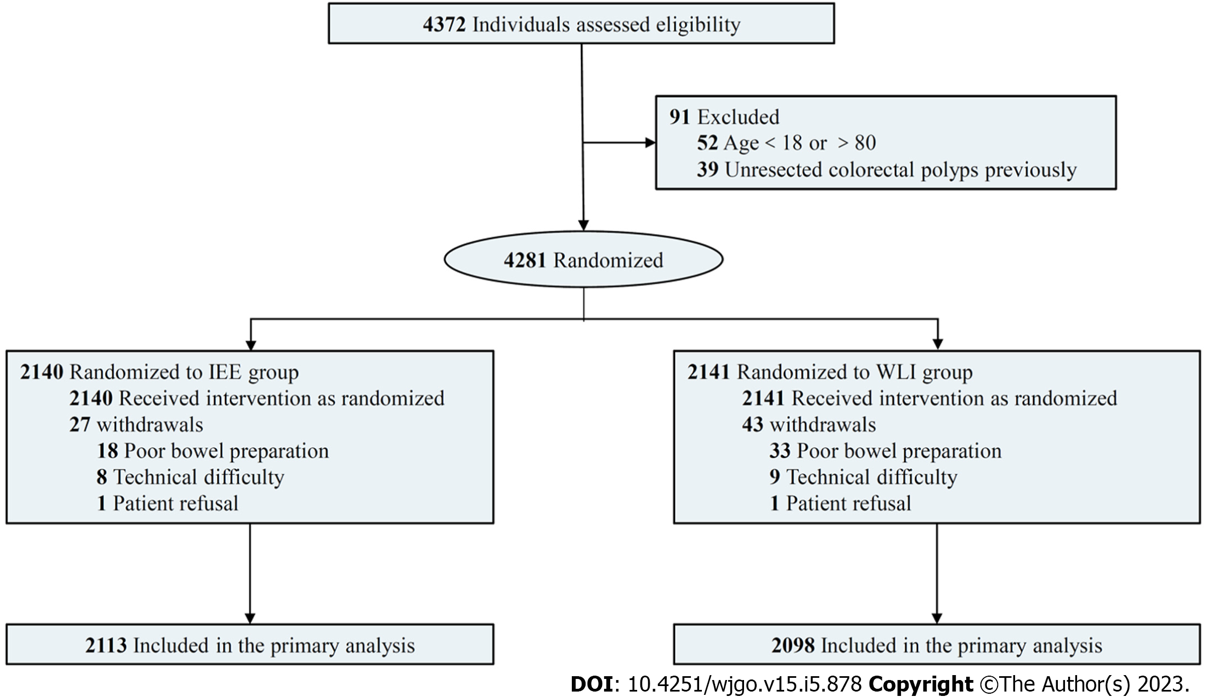 4372 Individuals assessed eligibility
91 Excluded
52 Age < 18 or > 80
39 Unresected colorectal polyps previously
4281 Randomized
2140 Randomized to IEE group
2140 Received intervention as randomized
27 withdrawals
18 Poor bowel preparation
8 Technical difficulty
1 Patient refusal
2141 Randomized to WLI group
2141 Received intervention as randomized
43 withdrawals
33 Poor bowel preparation
9 Technical difficulty
1 Patient refusal
2113 Included in the primary analysis
2098 Included in the primary analysis
DOI: 10.4251/wjgo.v15.i5.878 Copyright ©The Author(s) 2023.